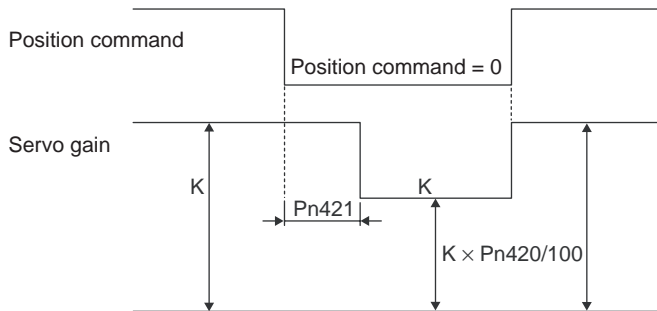 Position command
Position command = 0
Servo gain
K
K
Pn421
K × Pn420/100